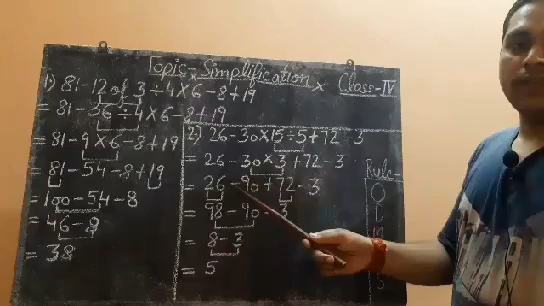 Topic - Simplification × Class - IV
1) 81 - 12 of 3 ÷ 4 × 6 - 8 + 19
= 81 - 36 ÷ 4 × 6 - 8 + 19
= 81 - 9 × 6 - 8 + 19
= 81 - 54 - 8 + 19
= 100 - 54 - 8
= 46 - 8
= 38
2) 26 - 30 × 15 ÷ 5 + 72 - 3
= 26 - 30 × 3 + 72 - 3
= 26 - 90 + 72 - 3
= 98 - 90 - 3
= 8 - 3
= 5
Rule -
O